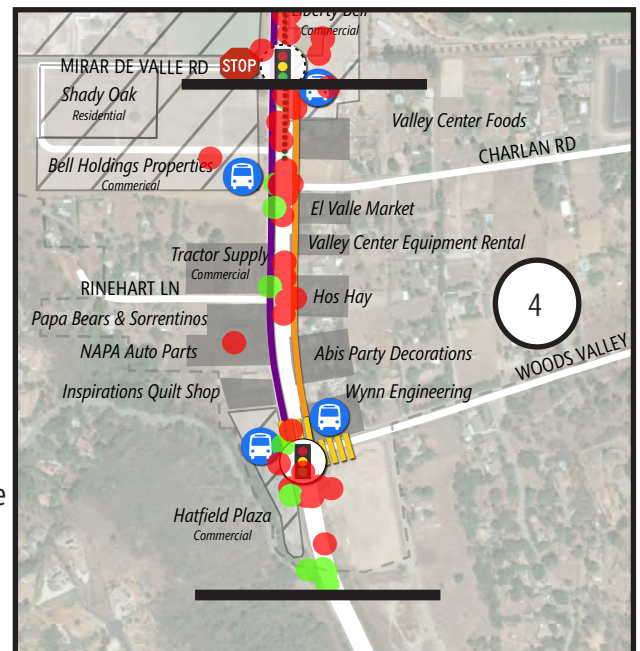 Liberty Bell
Commercial
MIRAR DE VALLE RD
STOP
Shady Oak
Residential
Valley Center Foods
CHARLAN RD
Bell Holdings Properties
Commerical
El Valle Market
Valley Center Equipment Rental
Tractor Supply
Commercial
RINEHART LN
Hos Hay
4
Papa Bears & Sorrentinos
NAPA Auto Parts
Abis Party Decorations
WOODS VALLEY
Inspirations Quilt Shop
Wynn Engineering
e
Hatfield Plaza
Commercial